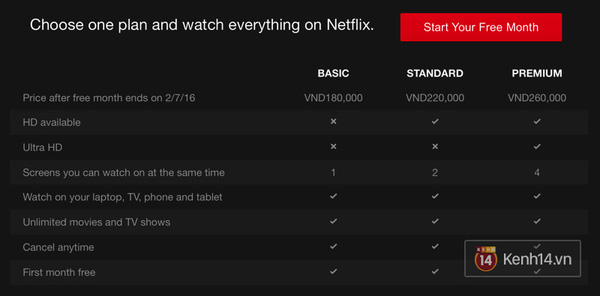 Choose one plan and watch everything on Netflix.
Start Your Free Month
BASIC STANDARD PREMIUM
Price after free month ends on 2/7/16 VND180,000 VND220,000 VND260,000
HD available
Ultra HD
Screens you can watch on at the same time 1 2 4
Watch on your laptop, TV, phone and tablet
Unlimited movies and TV shows
Cancel anytime
First month free
14 Kenh14.vn